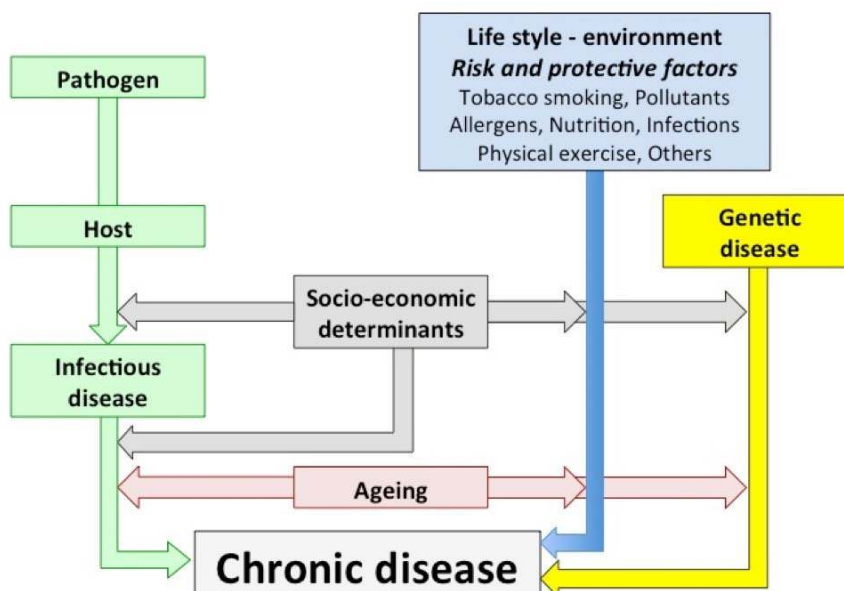 Life style - environment
Risk and protective factors
Tobacco smoking, Pollutants
Allergens, Nutrition, Infections
Physical exercise, Others
Pathogen
Host
Genetic
disease
Socio-economic
determinants
Infectious
disease
Ageing
Chronic disease